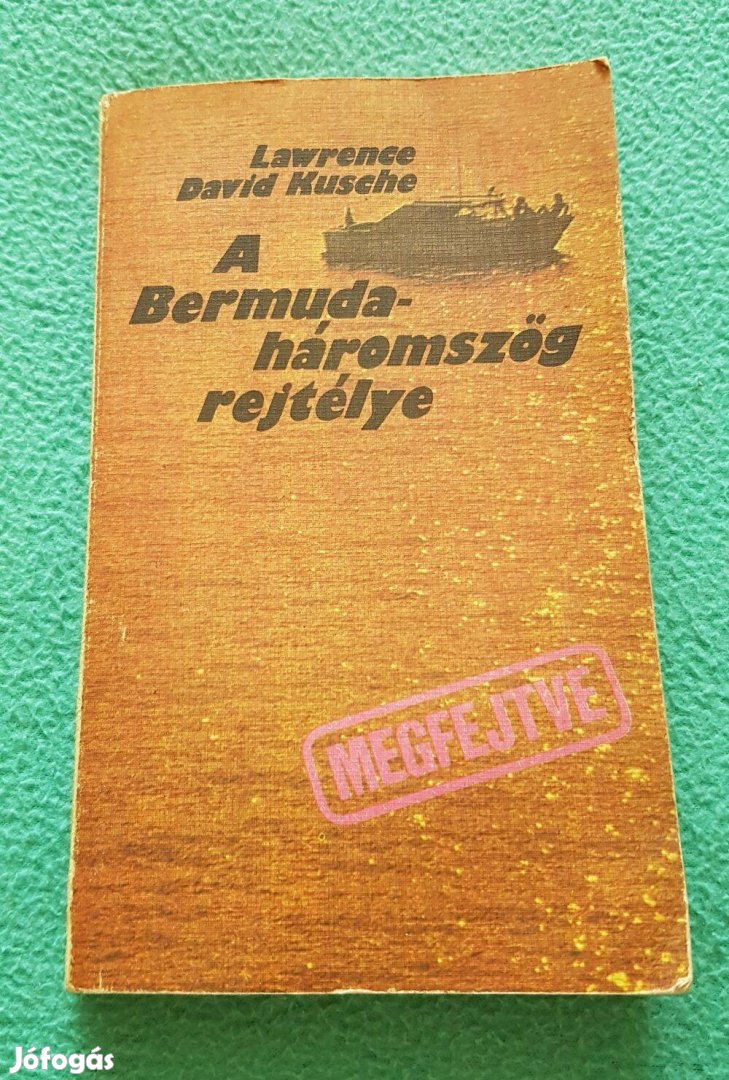 Lawrence
David Kusche
A
Bermuda-
háromszög
rejtélye
MEGFEJTVE
Jófogás